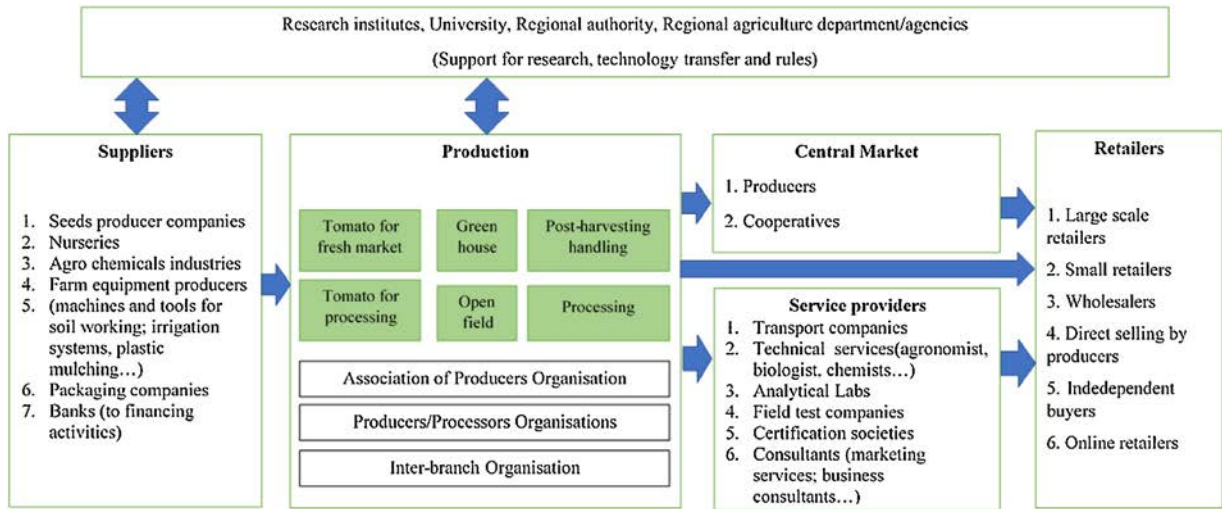 Research institutes, University, Regional authority, Regional agriculture department/agencies
(Support for research, technology transfer and rules)
Suppliers
1. Seeds producer companies
2. Nurseries
3. Agro chemicals industries
4. Farm equipment producers
5. (machines and tools for
soil working; irrigation
systems, plastic
mulching…)
6. Packaging companies
7. Banks (to financing
activities)
Production
Tomato for
fresh market
Green
house
Post-harvesting
handling
Tomato for
processing
Open
field
Processing
Association of Producers Organisation
Producers/Processors Organisations
Inter-branch Organisation
Central Market
1. Producers
2. Cooperatives
Service providers
1. Transport companies
2. Technical services(agronomist,
biologist, chemists…)
3. Analytical Labs
4. Field test companies
5. Certification societies
6. Consultants (marketing
services; business
consultants…)
Retailers
1. Large scale
retailers
2. Small retailers
3. Wholesalers
4. Direct selling by
producers
5. Indedependent
buyers
6. Online retailers